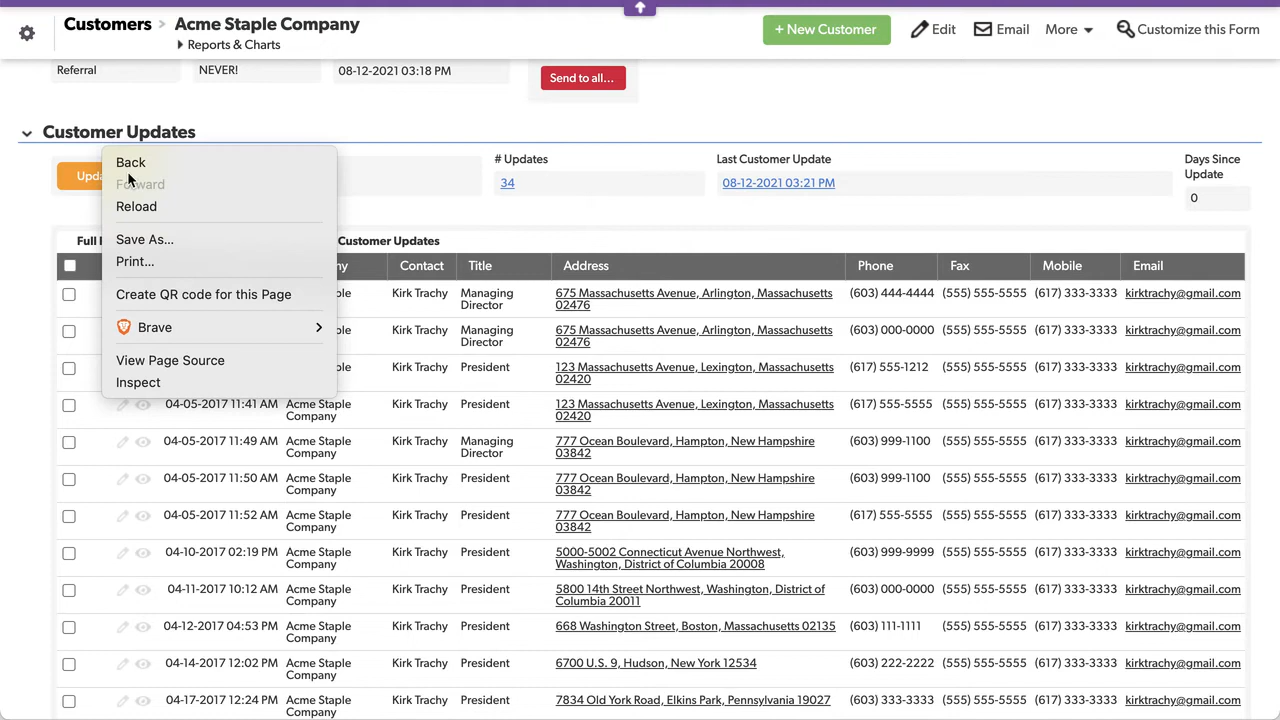 Customers > Acme Staple Company
Reports & Charts
+ New Customer
Edit
Email
More
Customize this Form
Referral
NEVER!
08-12-2021 03:18 PM
Send to all...
Customer Updates
# Updates
Last Customer Update
Days Since Update
34
08-12-2021 03:21 PM
0
Back
Forward
Reload
Save As...
Print...
Create QR code for this Page
Brave
View Page Source
Inspect
Customer Updates
Contact Title Address Phone Fax Mobile Email
Kirk Trachy Managing Director 675 Massachusetts Avenue, Arlington, Massachusetts 02476 (603) 444-4444 (555) 555-5555 (617) 333-3333 kirktrachy@gmail.com
Kirk Trachy Managing Director 675 Massachusetts Avenue, Arlington, Massachusetts 02476 (603) 000-0000 (555) 555-5555 (617) 333-3333 kirktrachy@gmail.com
Kirk Trachy President 123 Massachusetts Avenue, Lexington, Massachusetts 02420 (617) 555-1212 (555) 555-5555 (617) 333-3333 kirktrachy@gmail.com
04-05-2017 11:41 AM Acme Staple Company Kirk Trachy President 123 Massachusetts Avenue, Lexington, Massachusetts 02420 (617) 555-5555 (555) 555-5555 (617) 333-3333 kirktrachy@gmail.com
04-05-2017 11:49 AM Acme Staple Company Kirk Trachy Managing Director 777 Ocean Boulevard, Hampton, New Hampshire 03842 (603) 999-1100 (555) 555-5555 (617) 333-3333 kirktrachy@gmail.com
04-05-2017 11:50 AM Acme Staple Company Kirk Trachy President 777 Ocean Boulevard, Hampton, New Hampshire 03842 (603) 999-1100 (555) 555-5555 (617) 333-3333 kirktrachy@gmail.com
04-05-2017 11:52 AM Acme Staple Company Kirk Trachy President 777 Ocean Boulevard, Hampton, New Hampshire 03842 (617) 555-5555 (555) 555-5555 (617) 333-3333 kirktrachy@gmail.com
04-10-2017 02:19 PM Acme Staple Company Kirk Trachy President 5000-5002 Connecticut Avenue Northwest, Washington, District of Columbia 20008 (603) 999-9999 (555) 555-5555 (617) 333-3333 kirktrachy@gmail.com
04-11-2017 10:12 AM Acme Staple Company Kirk Trachy President 5800 14th Street Northwest, Washington, District of Columbia 20011 (603) 000-0000 (555) 555-5555 (617) 333-3333 kirktrachy@gmail.com
04-12-2017 04:53 PM Acme Staple Company Kirk Trachy President 668 Washington Street, Boston, Massachusetts 02135 (603) 111-1111 (555) 555-5555 (617) 333-3333 kirktrachy@gmail.com
04-14-2017 12:02 PM Acme Staple Company Kirk Trachy President 6700 U.S. 9, Hudson, New York 12534 (603) 222-2222 (555) 555-5555 (617) 333-3333 kirktrachy@gmail.com
04-17-2017 12:24 PM Acme Staple Company Kirk Trachy President 7834 Old York Road, Elkins Park, Pennsylvania 19027 (603) 333-3333 (555) 555-5555 (617) 333-3333 kirktrachy@gmail.com